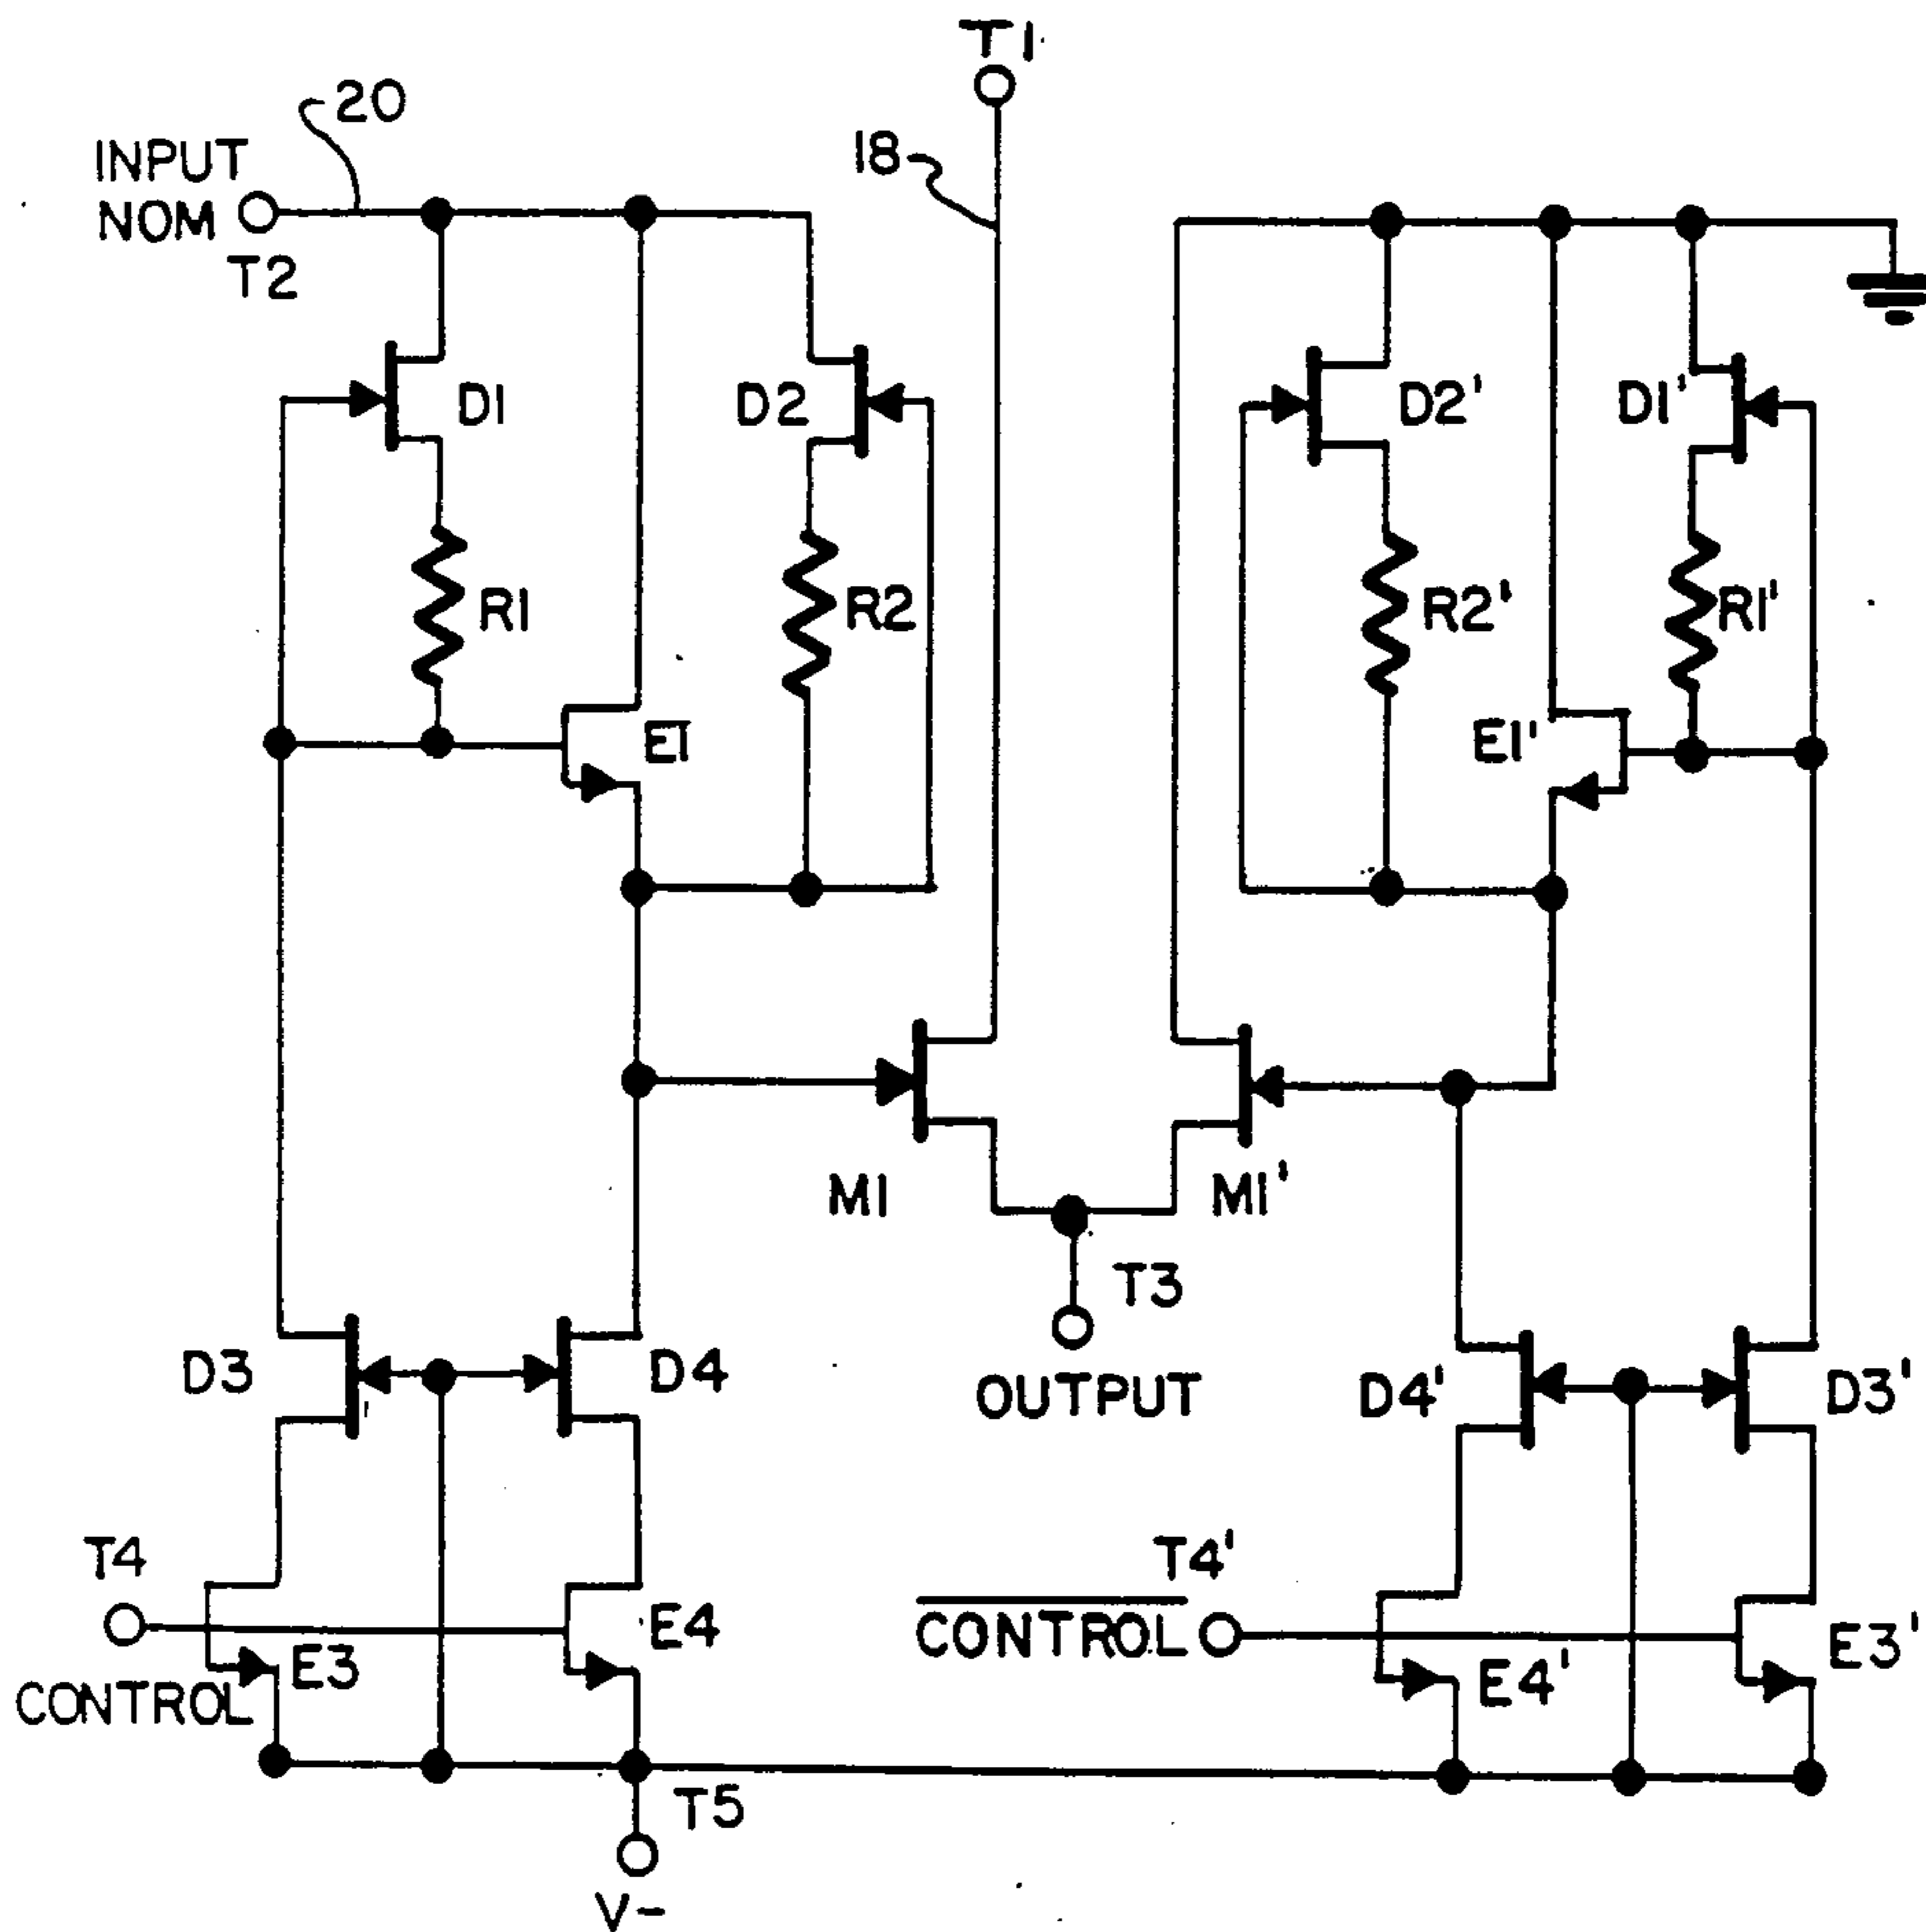 T1
20
18
INPUT
NOM
T2
D1
D2
D2'
D1'
R1
R2
R2'
R1'
E1
E1'
M1
M1'
T3
OUTPUT
D3
D4
D4'
D3'
T4
T4'
CONTROL
E3
E4
CONTROL
E4'
E3'
T5
V-